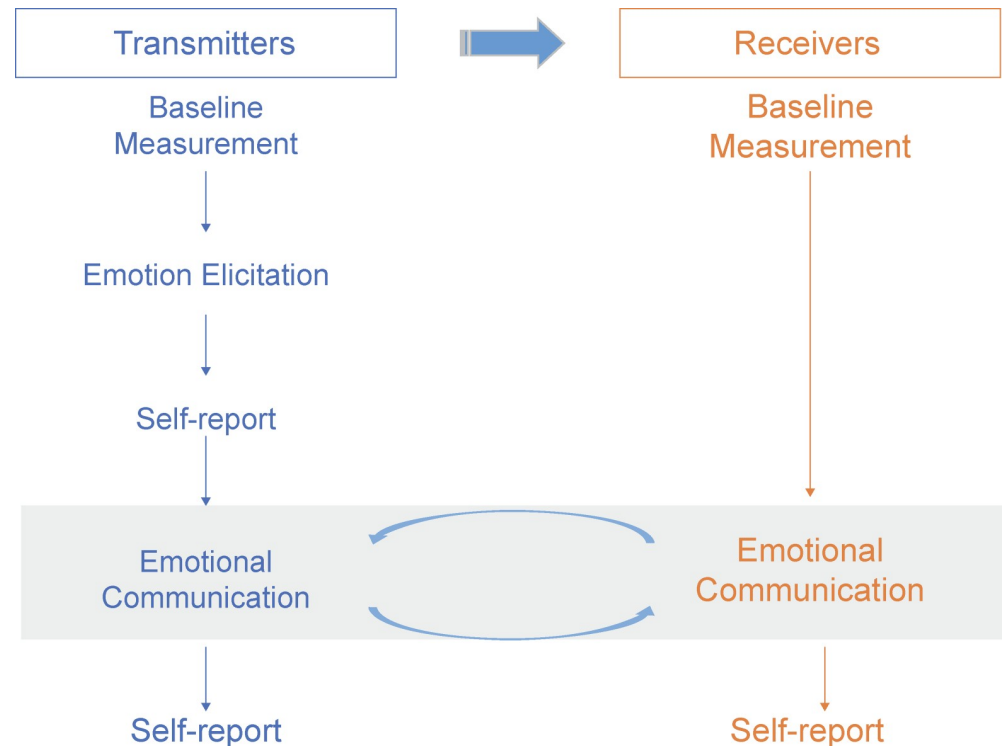 Transmitters
Receivers
Baseline
Measurement
Baseline
Measurement
Emotion Elicitation
Self-report
Emotional
Communication
Emotional
Communication
Self-report
Self-report